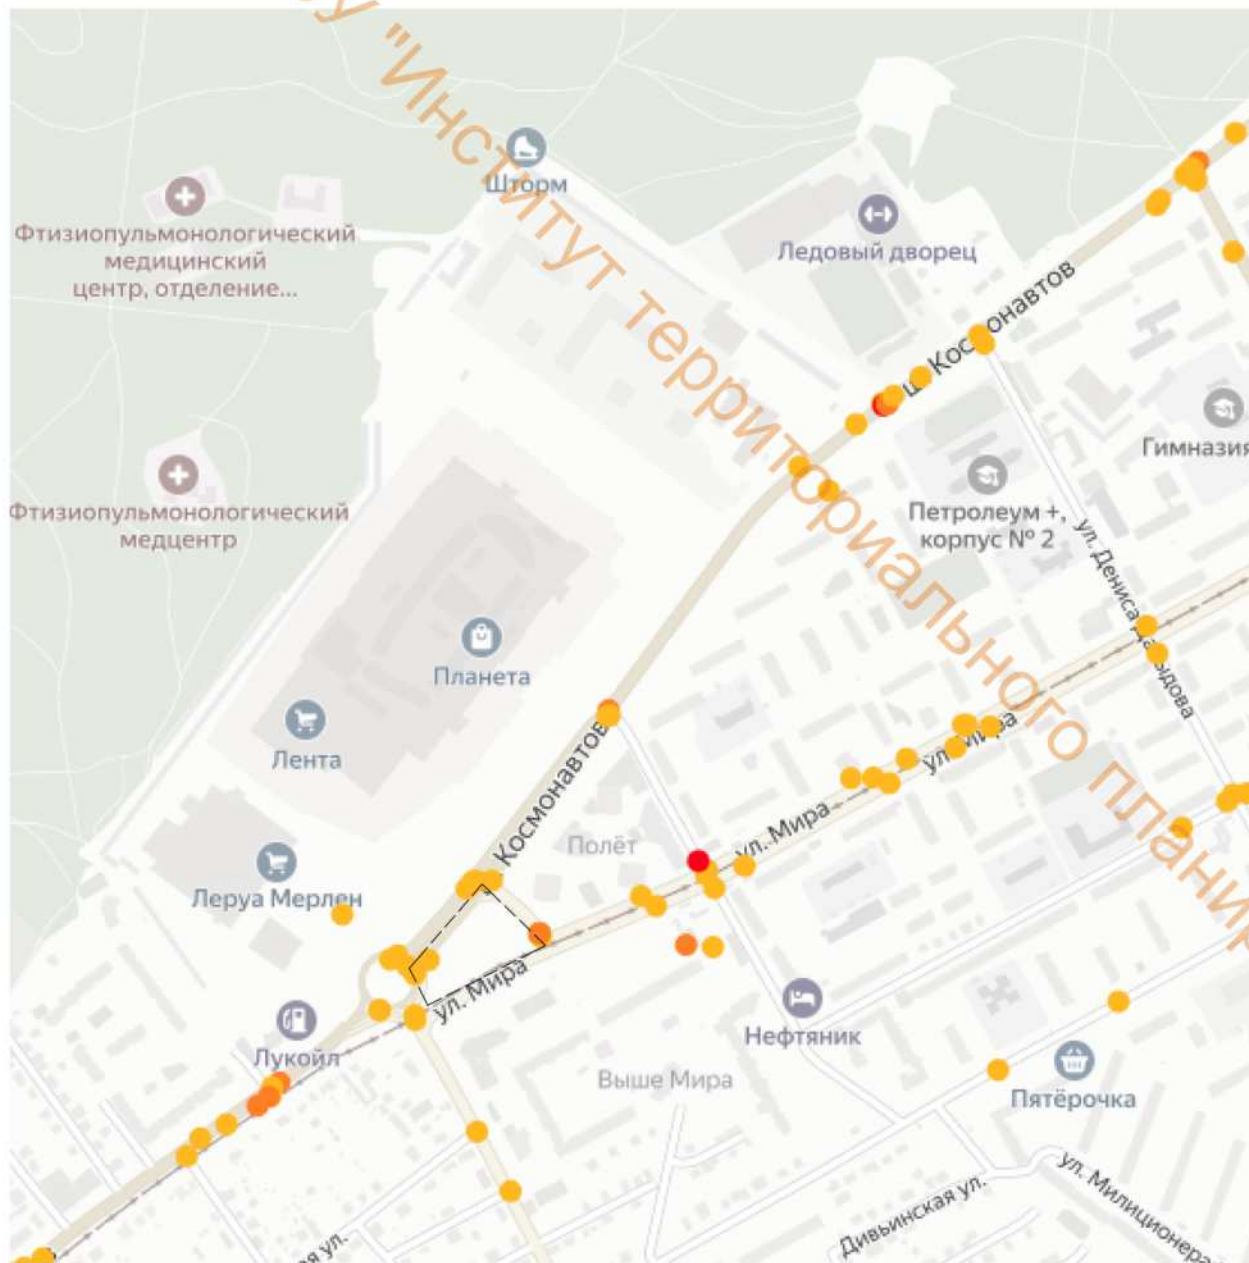 у "Институт территориального планир
Шторм
Фтизиопульмонологический
медицинский
центр, отделение...
Ледовый дворец
ш. Космонавтов
Гимназия
Фтизиопульмонологический
медцентр
Петролеум +,
корпус № 2
ул. Дениса Давыдова
Планета
Лента
Космонавтов
ул. Мира
Полёт
ул. Мира
Леруа Мерлен
ул. Мира
Нефтяник
Лукойл
Выше Мира
Пятёрочка
Дивьинская ул.
ул. Милиционера
ая ул.